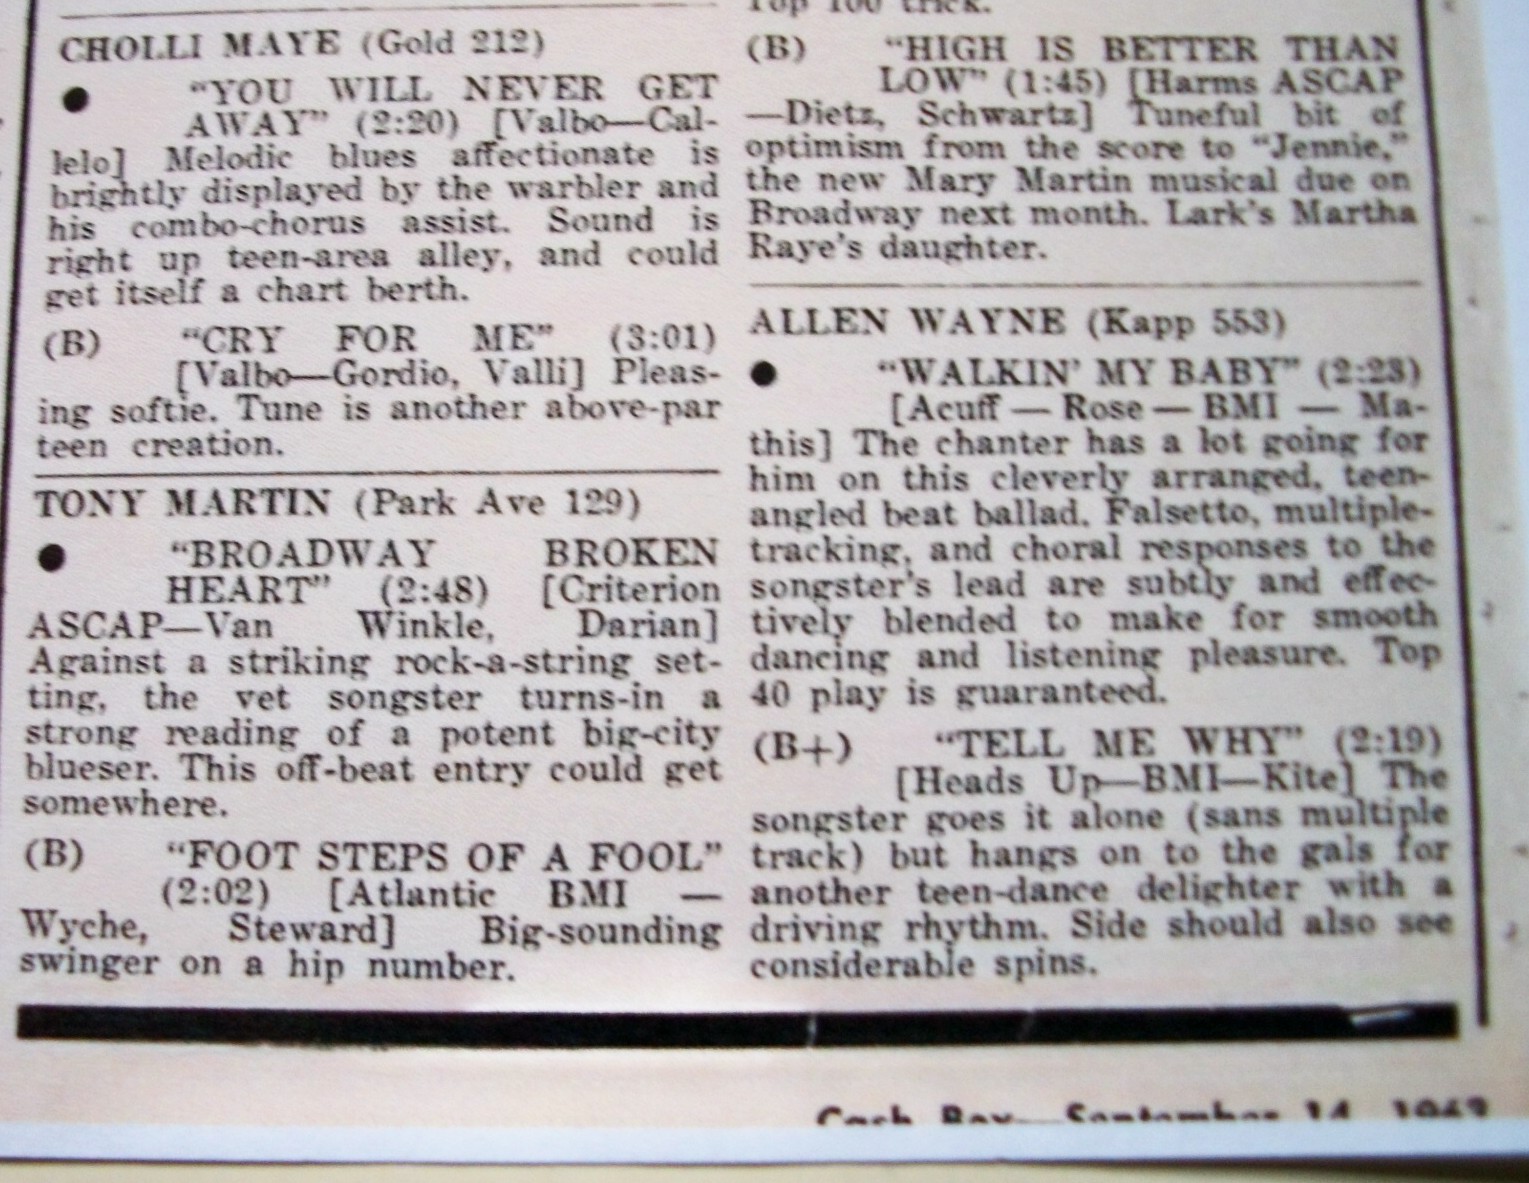 CHOLLI MAYE (Gold 212)
● "YOU WILL NEVER GET
AWAY" (2:20) [Valbo—Cal-
lelo] Melodic blues affectionate is
brightly displayed by the warbler and
his combo-chorus assist. Sound is
right up teen-area alley, and could
get itself a chart berth.
(B) "CRY FOR ME" (3:01)
[Valbo—Gordio, Valli] Pleas-
ing softie. Tune is another above-par
teen creation.
TONY MARTIN (Park Ave 129)
● "BROADWAY BROKEN
HEART" (2:48) [Criterion
ASCAP—Van Winkle, Darian]
Against a striking rock-a-string set-
ting, the vet songster turns-in a
strong reading of a potent big-city
blueser. This off-beat entry could get
somewhere.
(B) "FOOT STEPS OF A FOOL"
(2:02) [Atlantic BMI —
Wyche, Steward] Big-sounding
swinger on a hip number.
Top 100 trick.
(B) "HIGH IS BETTER THAN
LOW" (1:45) [Harms ASCAP
—Dietz, Schwartz] Tuneful bit of
optimism from the score to "Jennie,"
the new Mary Martin musical due on
Broadway next month. Lark's Martha
Raye's daughter.
ALLEN WAYNE (Kapp 553)
● "WALKIN' MY BABY" (2:23)
[Acuff — Rose — BMI — Ma-
this] The chanter has a lot going for
him on this cleverly arranged, teen-
angled beat ballad. Falsetto, multiple-
tracking, and choral responses to the
songster's lead are subtly and effec-
tively blended to make for smooth
dancing and listening pleasure. Top
40 play is guaranteed.
(B+) "TELL ME WHY" (2:19)
[Heads Up—BMI—Kite] The
songster goes it alone (sans multiple
track) but hangs on to the gals for
another teen-dance delighter with a
driving rhythm. Side should also see
considerable spins.
Cash Box—September 14, 1963